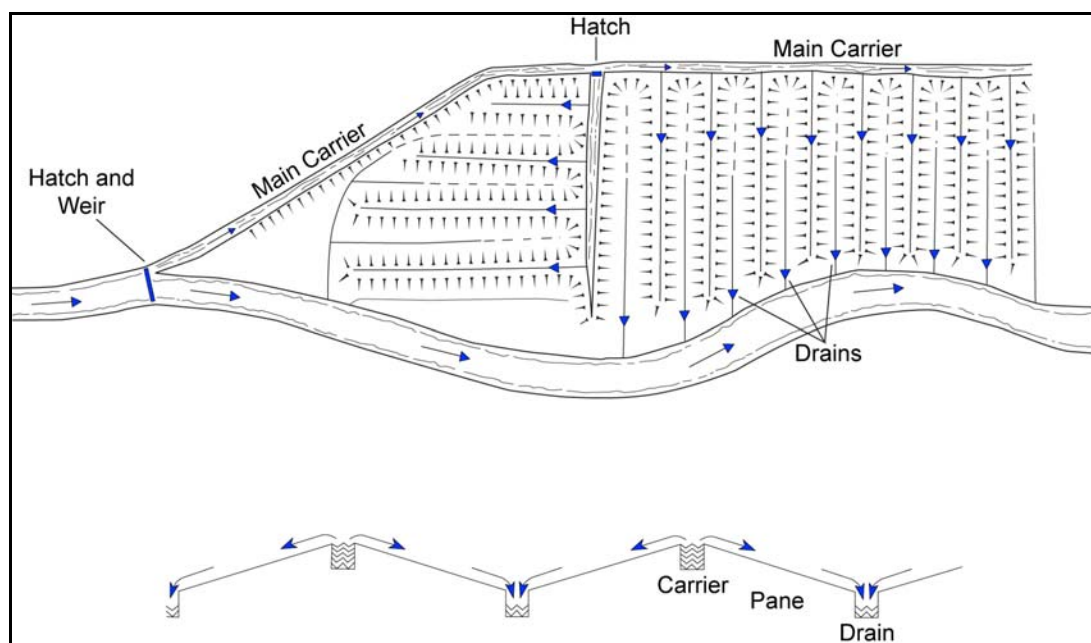 Hatch
Main Carrier
Main Carrier
Hatch and
Weir
Drains
Carrier
Pane
Drain